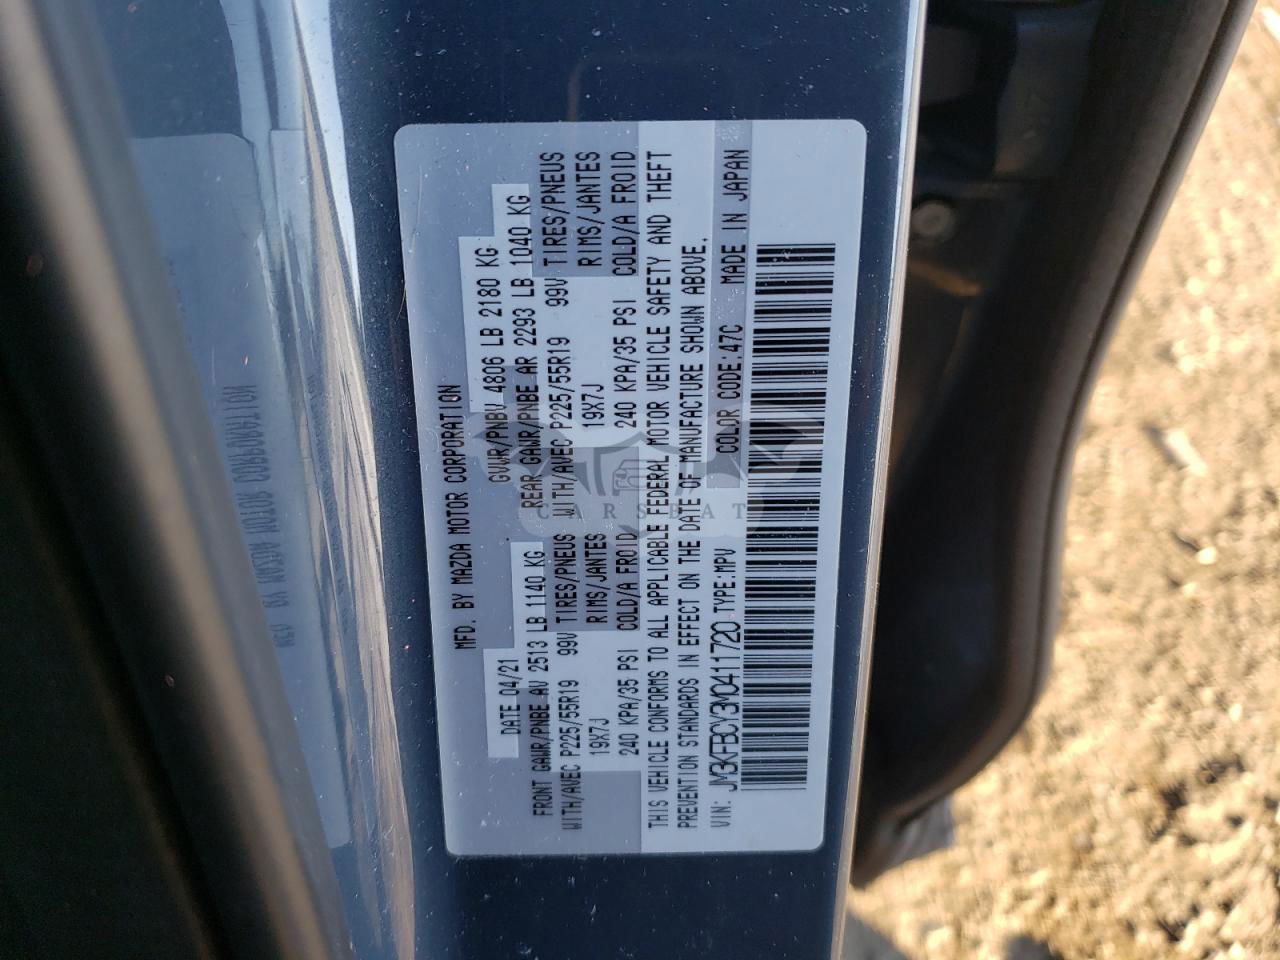 MFD. BY MAZDA MOTOR CORPORATION
DATE 04/21 GVWR/PNBV 4806 LB 2180 KG
FRONT GAWR/PNBE AV 2513 LB 1140 KG REAR GAWR/PNBE AR 2293 LB 1040 KG
WITH/AVEC P225/55R19 99V TIRES/PNEUS WITH/AVEC P225/55R19 99V TIRES/PNEUS
19X7J RIMS/JANTES 19X7J RIMS/JANTES
240 KPA/35 PSI COLD/A FROID 240 KPA/35 PSI COLD/A FROID
THIS VEHICLE CONFORMS TO ALL APPLICABLE FEDERAL MOTOR VEHICLE SAFETY AND THEFT
PREVENTION STANDARDS IN EFFECT ON THE DATE OF MANUFACTURE SHOWN ABOVE.
VIN: JM3KFBCY3M0411720 TYPE:MPV COLOR CODE:47C MADE IN JAPAN
CARSBAT